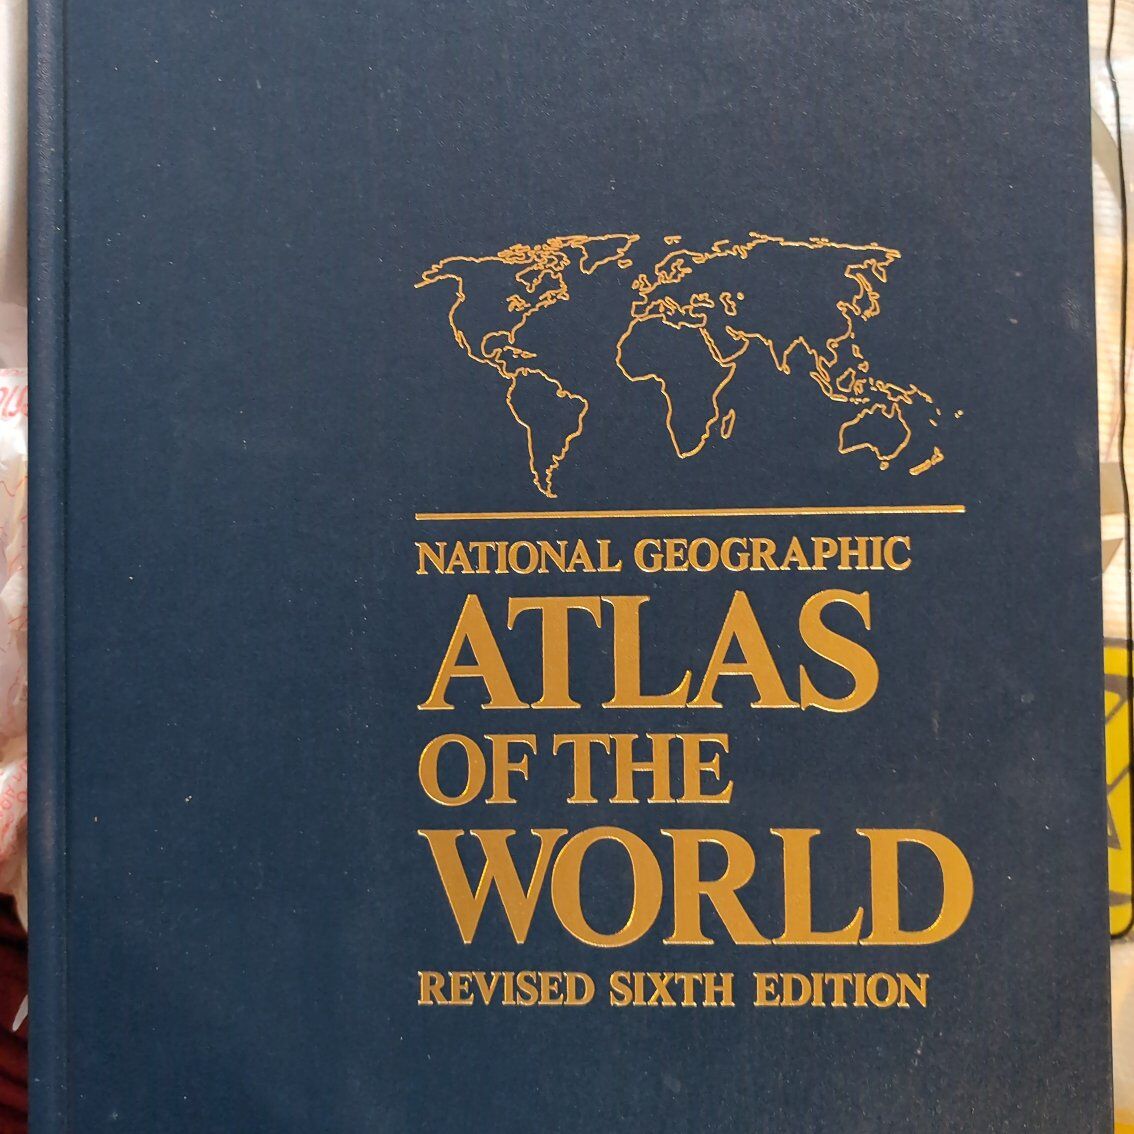 NATIONAL GEOGRAPHIC
ATLAS
OF THE
WORLD
REVISED SIXTH EDITION